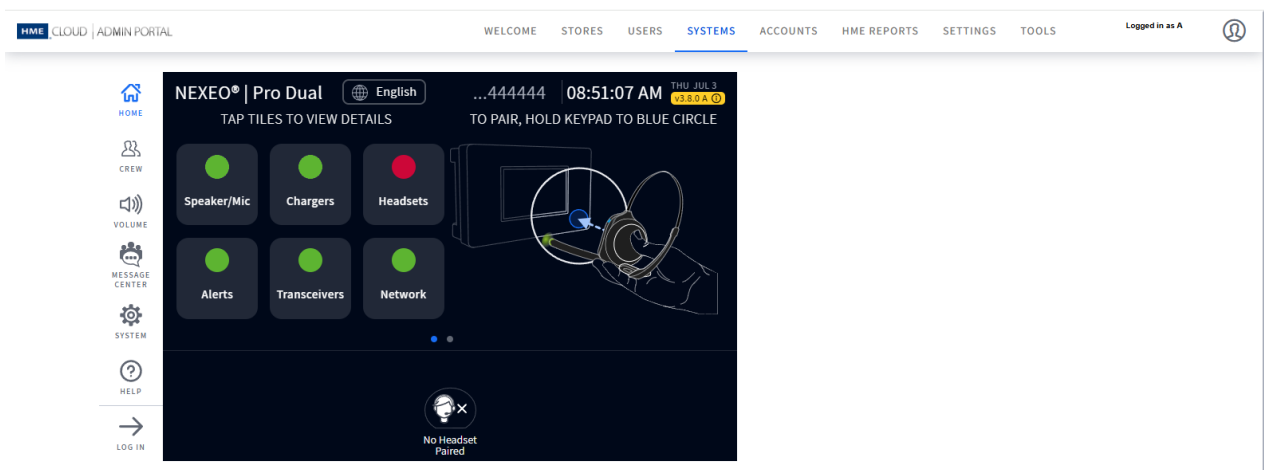 HME CLOUD | ADMIN PORTAL
WELCOME STORES USERS SYSTEMS ACCOUNTS HME REPORTS SETTINGS TOOLS Logged in as A
HOME
CREW
VOLUME
MESSAGE
CENTER
SYSTEM
HELP
LOG IN
NEXEO® | Pro Dual English ...444444 08:51:07 AM THU JUL 3
v3.8.0 A
TAP TILES TO VIEW DETAILS TO PAIR, HOLD KEYPAD TO BLUE CIRCLE
Speaker/Mic Chargers Headsets
Alerts Transceivers Network
No Headset
Paired